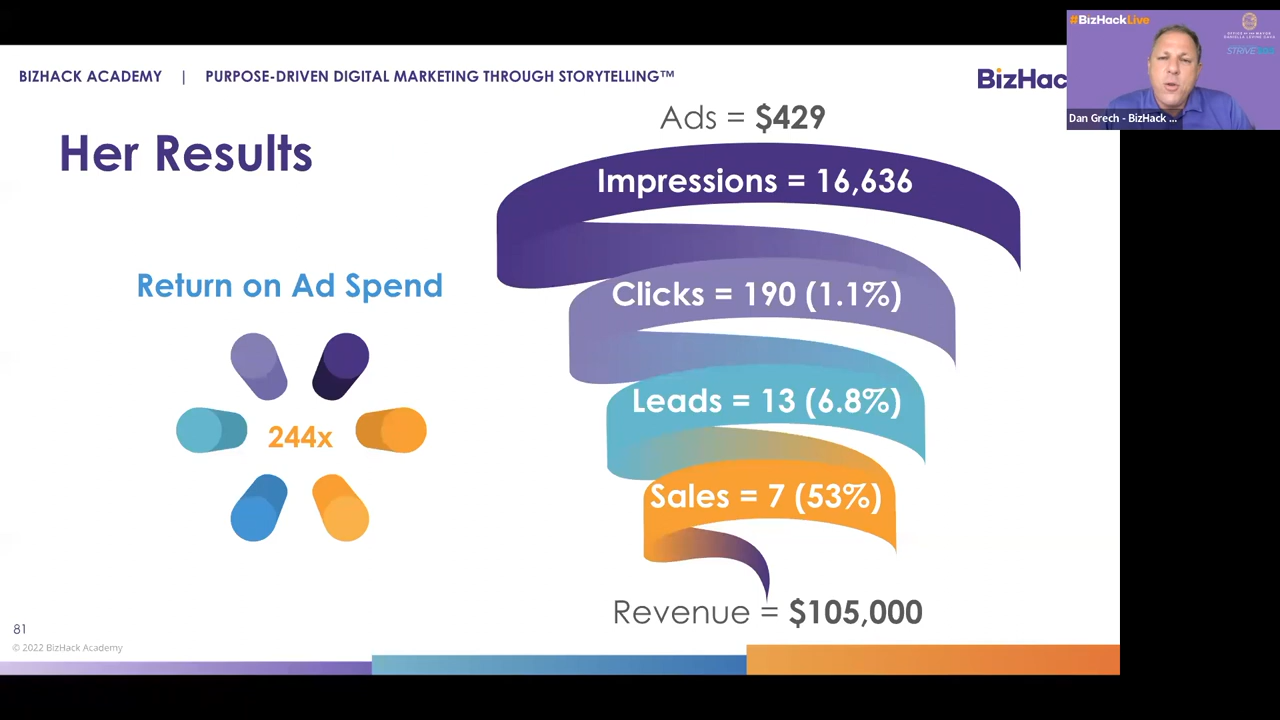 BIZHACK ACADEMY | PURPOSE-DRIVEN DIGITAL MARKETING THROUGH STORYTELLING™
BizHac
#BizHackLive
Dan Grech - BizHack ...
Her Results
Ads = $429
Impressions = 16,636
Clicks = 190 (1.1%)
Leads = 13 (6.8%)
Sales = 7 (53%)
Revenue = $105,000
Return on Ad Spend
244x
81
© 2022 BizHack Academy